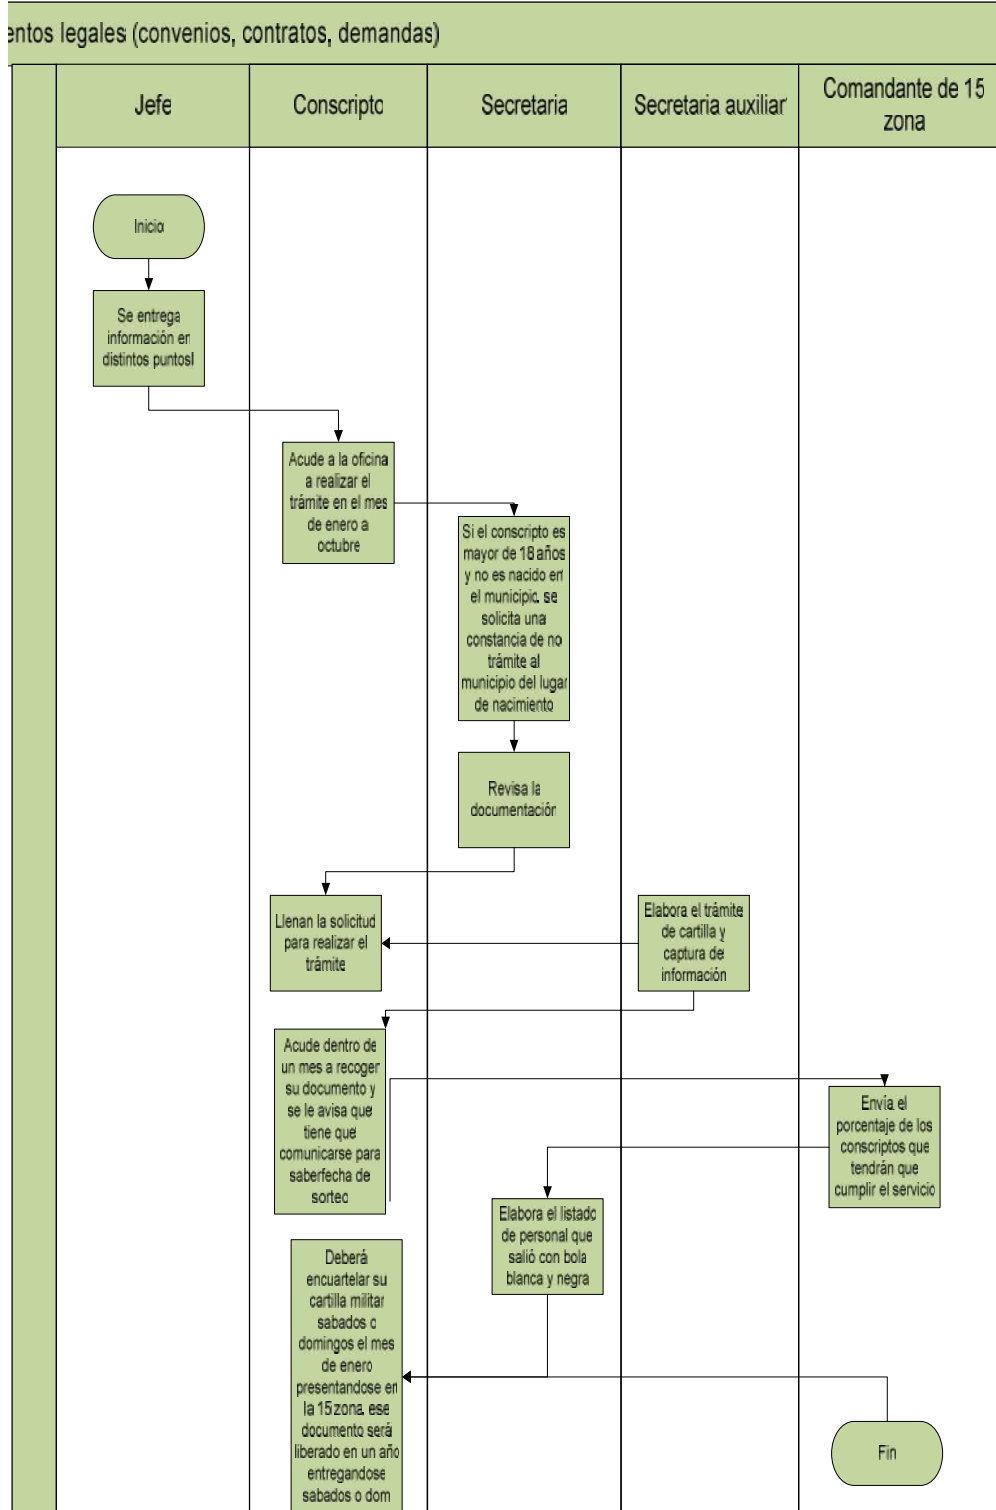 entos legales (convenios, contratos, demandas)
Jefe
Conscripto
Secretaria
Secretaria auxiliar
Comandante de 15
zona
Inicio
Se entrega
información en
distintos puntos
Acude a la oficina
a realizar el
trámite en el mes
de enero a
octubre
Si el conscripto es
mayor de 18 años
y no es nacido en
el municipio, se
solicita una
constancia de no
trámite al
municipio del lugar
de nacimiento
Revisa la
documentación
Llenan la solicitud
para realizar el
trámite
Elabora el trámite
de cartilla y
captura de
información
Acude dentro de
un mes a recoger
su documento y
se le avisa que
tiene que
comunicarse para
saberfecha de
sorteo
Envía el
porcentaje de los
conscriptos que
tendrán que
cumplir el servicio
Elabora el listado
de personal que
salió con bola
blanca y negra
Deberá
encuartelar su
cartilla militar
sabados o
domingos el mes
de enero
presentandose en
la 15 zona, ese
documento será
liberado en un año
entregandose
sabados o dom
Fin